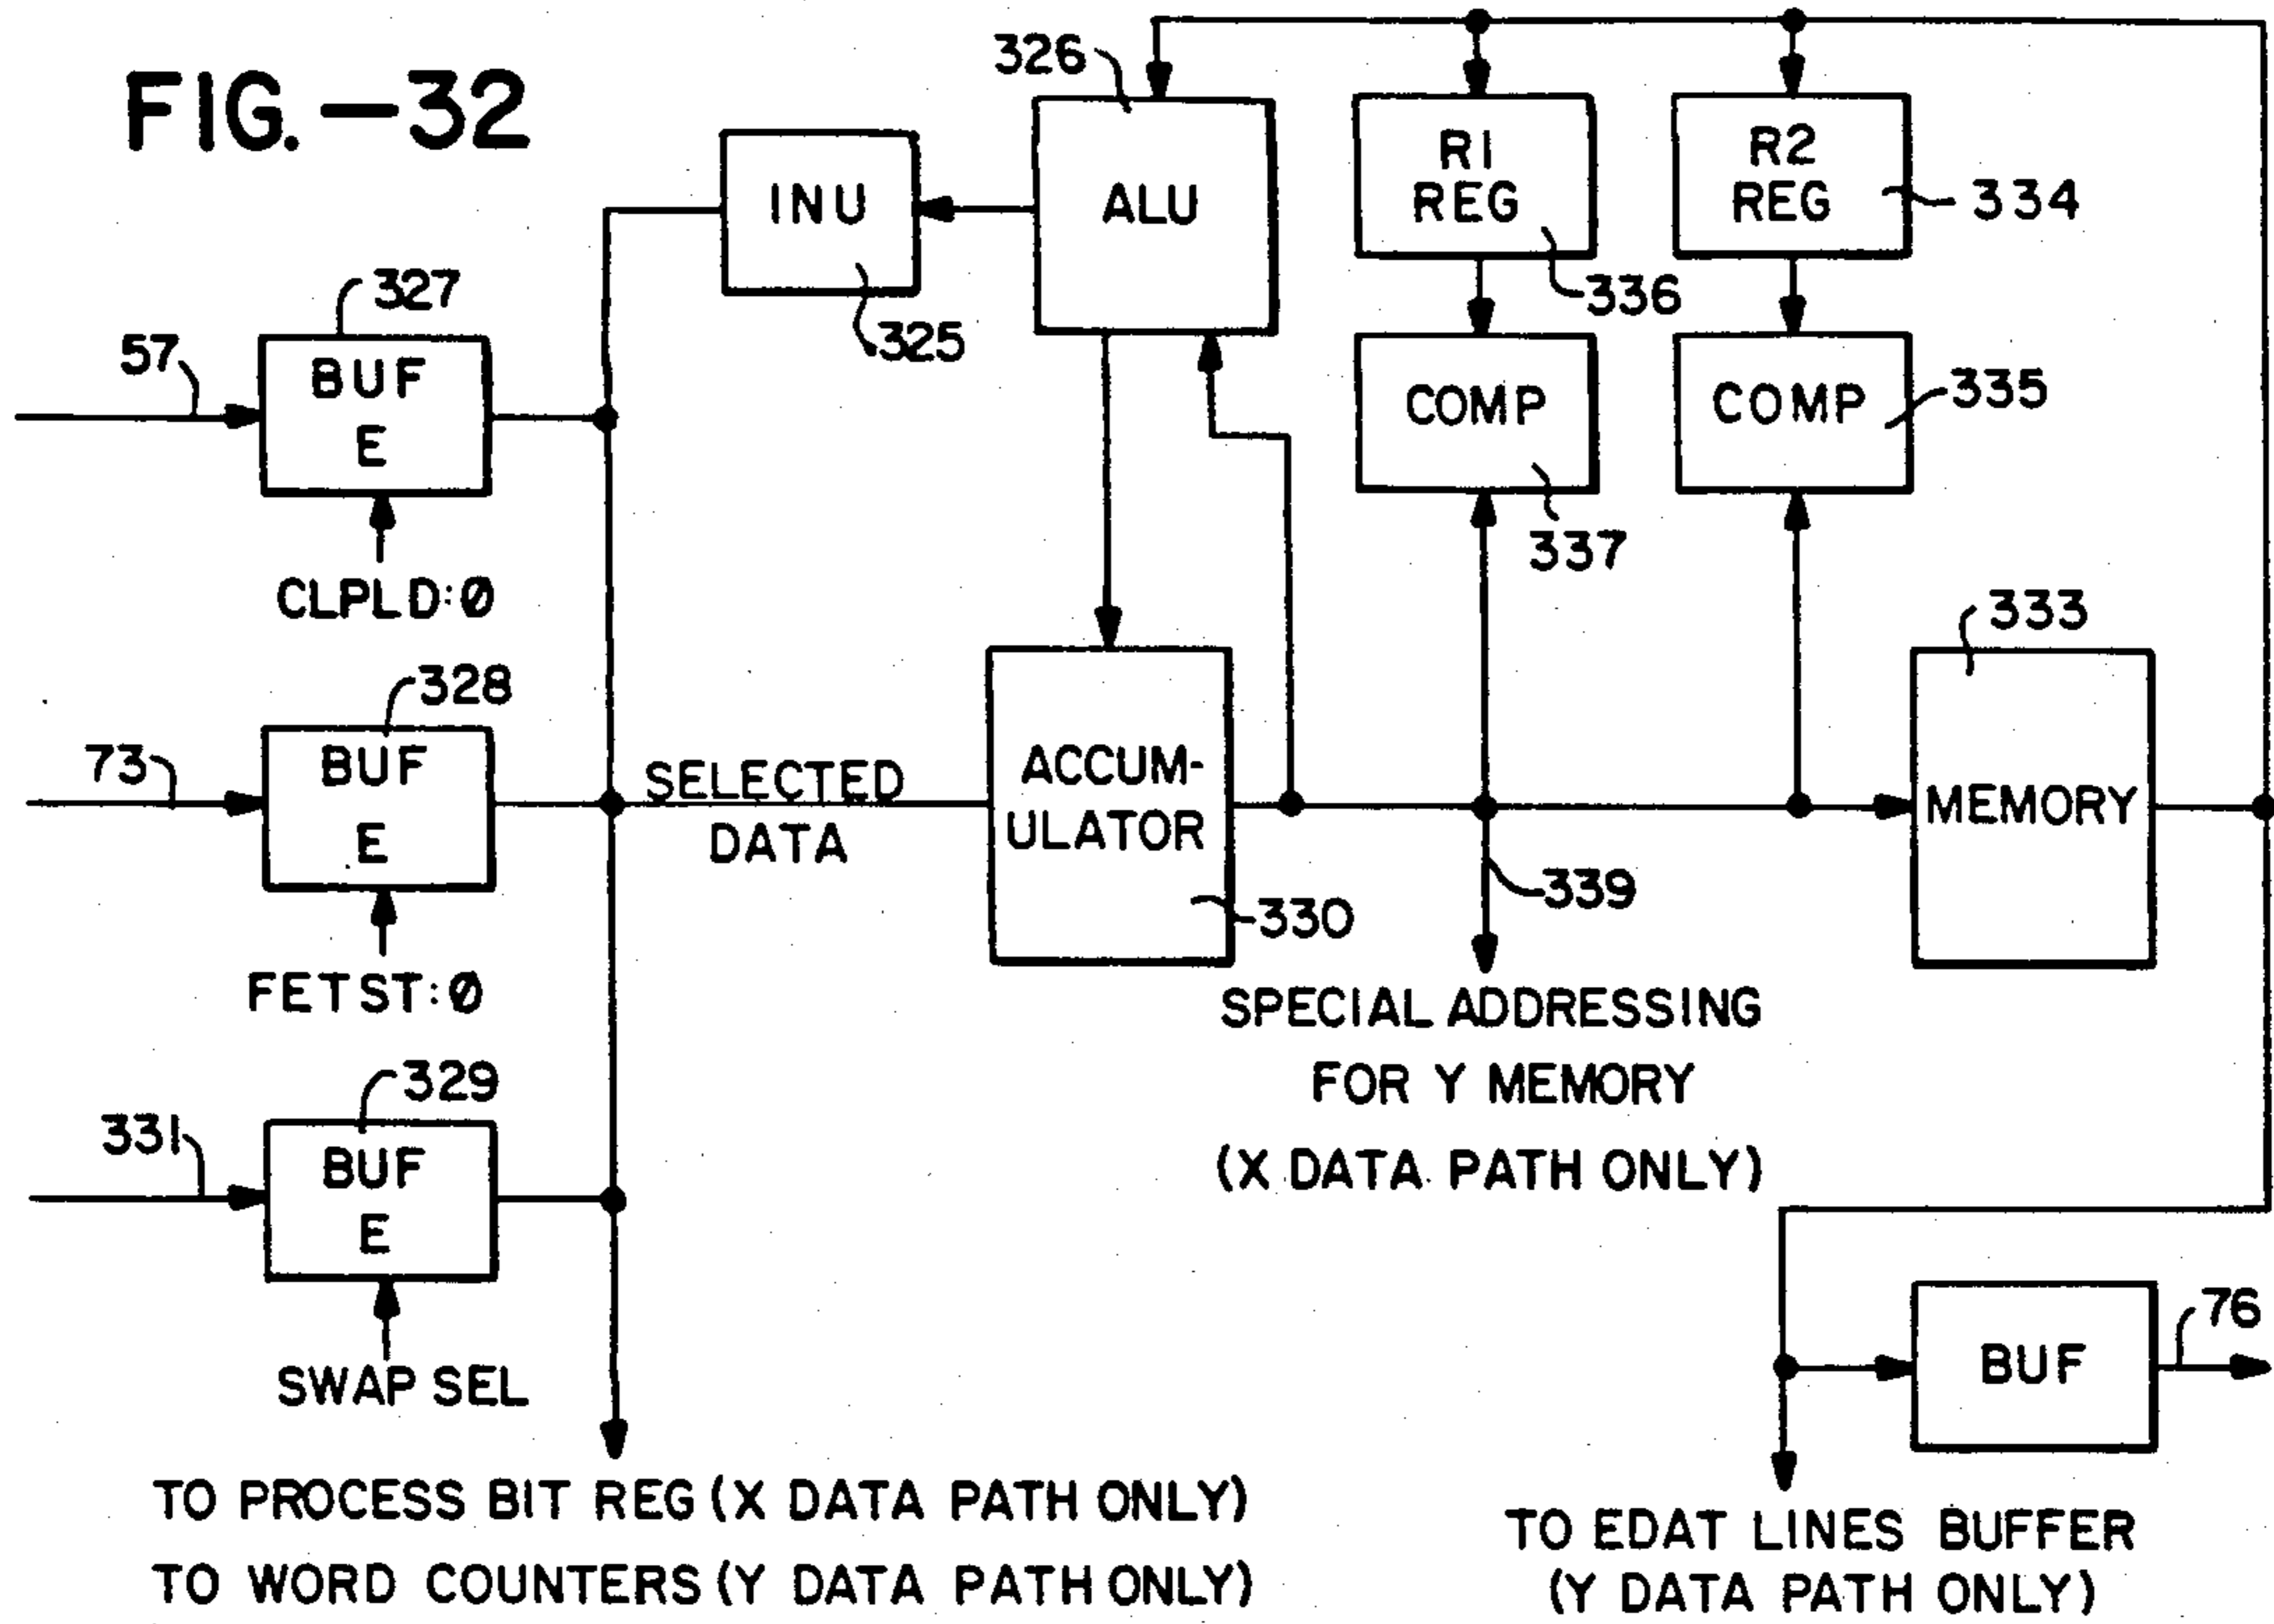 FIG.-32
326
INU
ALU
R1
REG
R2
REG
334
336
325
327
57
BUF
E
CLPLD:0
COMP
337
COMP
335
328
73
BUF
E
FETST:0
SELECTED
DATA
ACCUM-
ULATOR
330
333
MEMORY
339
SPECIAL ADDRESSING
FOR Y MEMORY
(X DATA PATH ONLY)
329
331
BUF
E
SWAP SEL
BUF
76
TO PROCESS BIT REG (X DATA PATH ONLY)
TO WORD COUNTERS (Y DATA PATH ONLY)
TO EDAT LINES BUFFER
(Y DATA PATH ONLY)